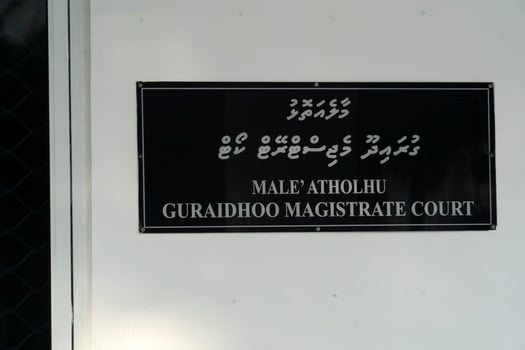 މާލެއަތޮޅު
ގުރައިދޫ މެޖިސްޓްރޭޓް ކޯޓް
MALE' ATHOLHU
GURAIDHOO MAGISTRATE COURT